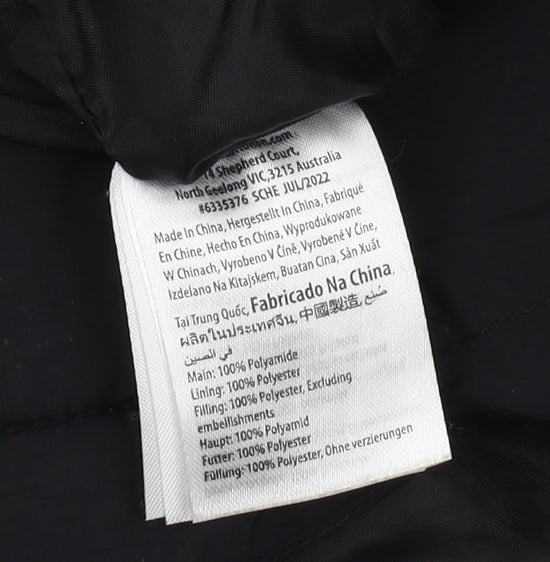 Shepherd Court,
North Geelong VIC,3215 Australia
#6335376 SCHE JUL/2022
Made In China, Hergestellt In China, Fabriqué
En Chine, Hecho En China, Wyprodukowane
W Chinach, Vyrobeno V Číně, Vyrobené V Číne,
Izdelano Na Kitajskem, Buatan Cina, Sản Xuất
Tại Trung Quốc, Fabricado Na China,
ผลิตในประเทศจีน, 中國製造, صُنِع
في الصين
Main: 100% Polyamide
Lining: 100% Polyester
Filling: 100% Polyester, Excluding
embellishments
Haupt: 100% Polyamid
Futter: 100% Polyester
Füllung: 100% Polyester, Ohne verzierungen